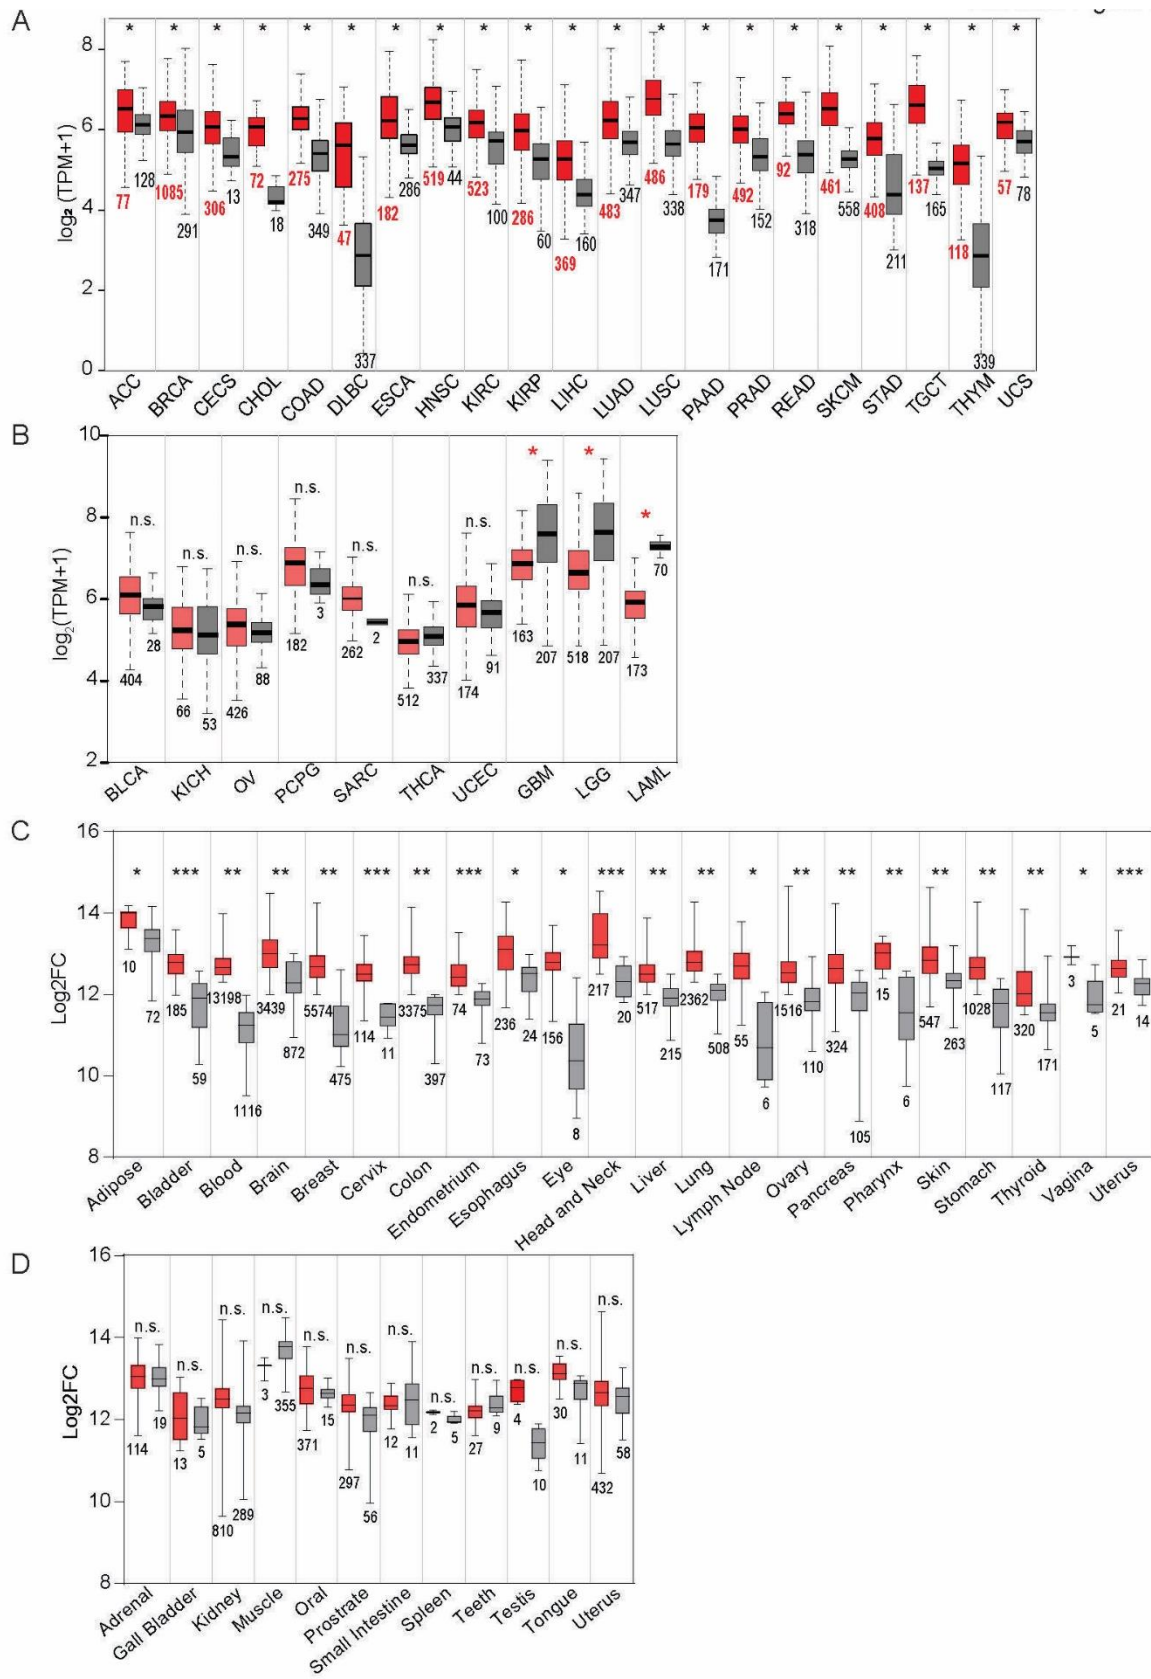 A
* * * * * * * * * * * * * * * * * * * * *
log₂ (TPM+1)
8
6
4
2
0
77 128 1085 291 306 13 72 18 275 349 47 337 182 286 519 44 523 100 286 60 369 160 483 347 486 338 179 171 492 152 92 318 461 558 408 211 137 165 118 339 57 78
ACC BRCA CECS CHOL COAD DLBC ESCA HNSC KIRC KIRP LIHC LUAD LUSC PAAD PRAD READ SKCM STAD TGCT THYM UCS
B
log₂(TPM+1)
10
8
6
4
2
n.s. n.s. n.s. n.s. n.s. n.s. n.s. * * *
404 28 66 53 426 88 182 3 262 2 512 337 174 91 163 207 518 207 173 70
BLCA KICH OV PCPG SARC THCA UCEC GBM LGG LAML
C
Log2FC
16
14
12
10
8
* *** ** ** ** *** ** *** * * *** ** ** * ** ** ** ** ** ** * ***
10 72 185 59 13198 1116 3439 872 5574 475 114 11 3375 397 74 73 236 24 156 8 217 20 517 215 2362 508 55 6 1516 110 324 105 15 6 547 263 1028 117 320 171 3 5 21 14
Adipose Bladder Blood Brain Breast Cervix Colon Endometrium Esophagus Eye Head and Neck Liver Lung Lymph Node Ovary Pancreas Pharynx Skin Stomach Thyroid Vagina Uterus
D
Log2FC
16
14
12
10
8
n.s. n.s. n.s. n.s. n.s. n.s. n.s. n.s. n.s. n.s. n.s. n.s.
114 19 13 5 810 289 3 355 371 15 297 56 12 11 2 5 27 9 4 10 30 11 432 58
Adrenal Gall Bladder Kidney Muscle Oral Prostrate Small Intestine Spleen Teeth Testis Tongue Uterus